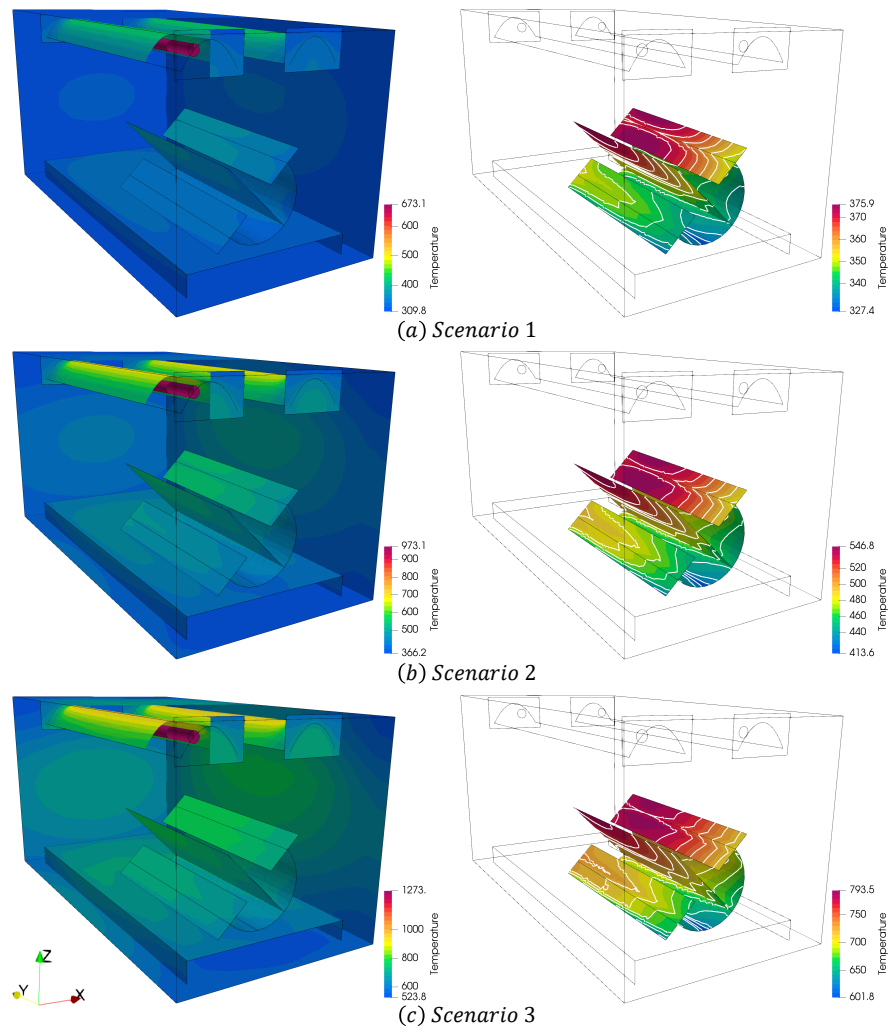 673.1
600
500
400
309.8
Temperature
375.9
370
360
350
340
327.4
Temperature
(a) Scenario 1
973.1
900
800
700
600
500
366.2
Temperature
546.8
520
500
480
460
440
413.6
Temperature
(b) Scenario 2
1273.
1000
800
600
523.8
Temperature
793.5
750
700
650
601.8
Temperature
Z
Y
X
(c) Scenario 3